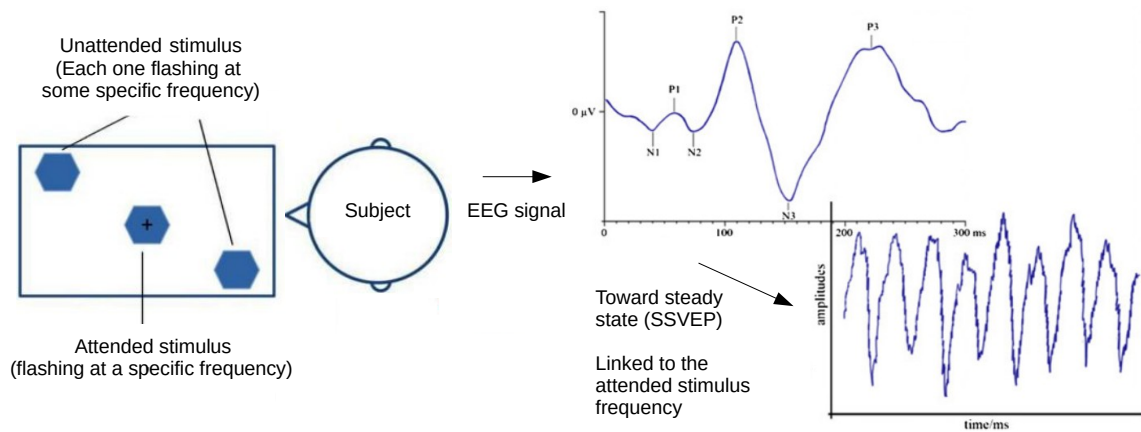 Unattended stimulus
(Each one flashing at
some specific frequency)
+
Subject
Attended stimulus
(flashing at a specific frequency)
EEG signal
P2
P3
P1
0 µV
N1
N2
N3
0
100
200
300 ms
Toward steady
state (SSVEP)
Linked to the
attended stimulus
frequency
amplitudes
time/ms